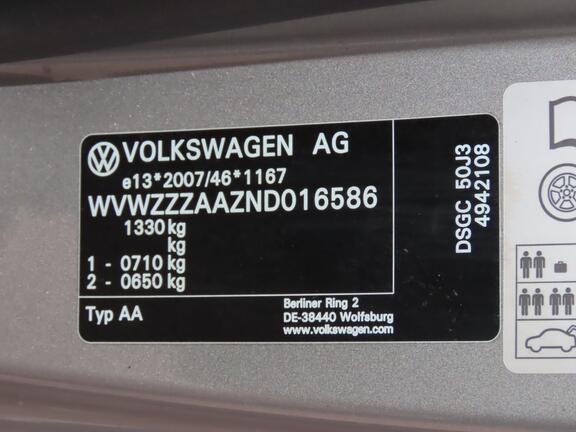 VOLKSWAGEN AG
e13*2007/46*1167
WVWZZZAAZND016586
1330 kg
kg
1 - 0710 kg
2 - 0650 kg
Typ AA
Berliner Ring 2
DE-38440 Wolfsburg
www.volkswagen.com
DSGC 50J3
4942108